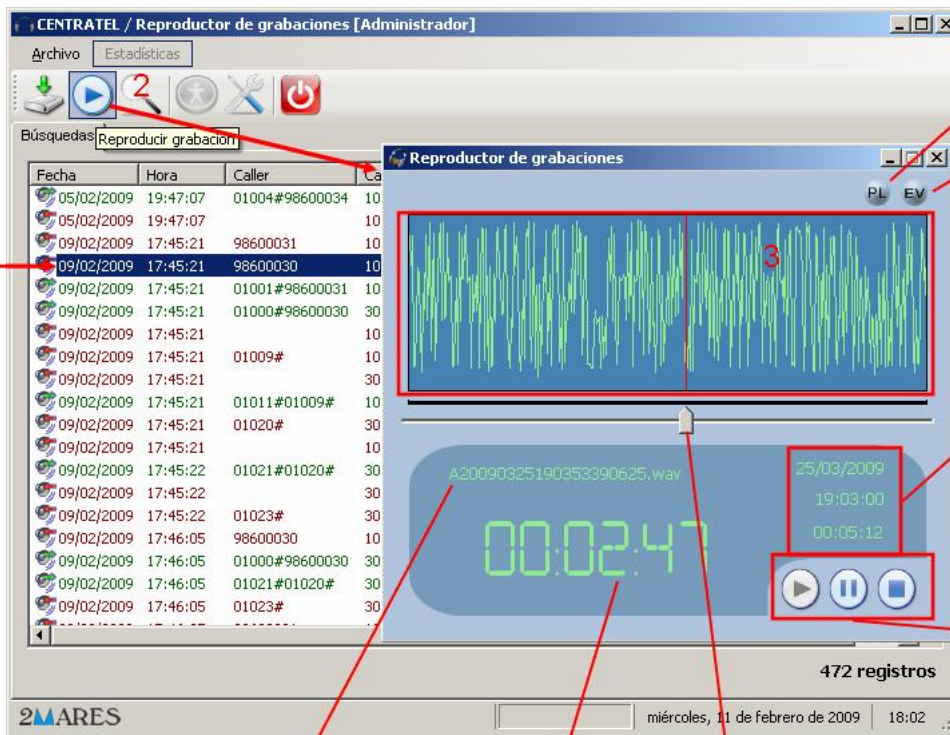 CENTRATEL / Reproductor de grabaciones [Administrador]
Archivo Estadísticas
2
Búsquedas
Reproducir grabación
Fecha Hora Caller Ca
05/02/2009 19:47:07 01004#98600034 10
05/02/2009 19:47:07 10
09/02/2009 17:45:21 98600031 10
09/02/2009 17:45:21 98600030 10
09/02/2009 17:45:21 01001#98600031 10
09/02/2009 17:45:21 01000#98600030 30
09/02/2009 17:45:21 10
09/02/2009 17:45:21 01009# 10
09/02/2009 17:45:21 30
09/02/2009 17:45:21 01011#01009# 10
09/02/2009 17:45:21 01020# 30
09/02/2009 17:45:21 10
09/02/2009 17:45:22 01021#01020# 30
09/02/2009 17:45:22 30
09/02/2009 17:45:22 01023# 30
09/02/2009 17:46:05 98600030 10
09/02/2009 17:46:05 01000#98600030 30
09/02/2009 17:46:05 01021#01020# 30
09/02/2009 17:46:05 01023# 30
Reproductor de grabaciones
PL EV
3
A20090325190353390625.wav
25/03/2009
19:03:00
00:05:12
00:02:47
472 registros
2MARES
miércoles, 11 de febrero de 2009 18:02